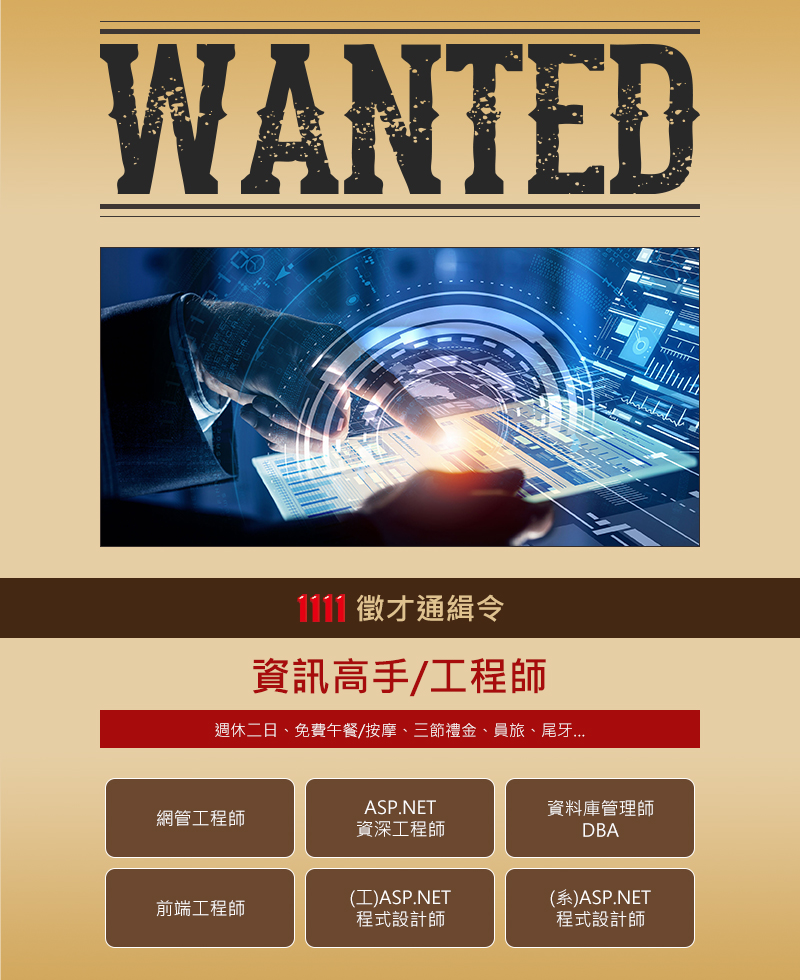 WANTED
1111 徵才通緝令
資訊高手/工程師
週休二日、免費午餐/按摩、三節禮金、員旅、尾牙...
網管工程師
ASP.NET
資深工程師
資料庫管理師
DBA
前端工程師
(工)ASP.NET
程式設計師
(系)ASP.NET
程式設計師